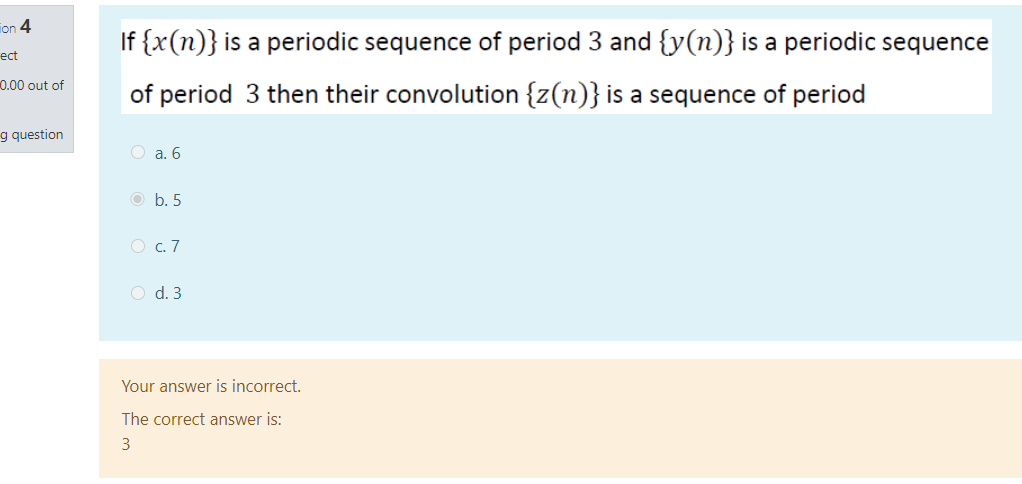 ion 4
ect
0.00 out of
g question
If {x(n)} is a periodic sequence of period 3 and {y(n)} is a periodic sequence
of period 3 then their convolution {z(n)} is a sequence of period
a. 6
b. 5
c. 7
d. 3
Your answer is incorrect.
The correct answer is:
3